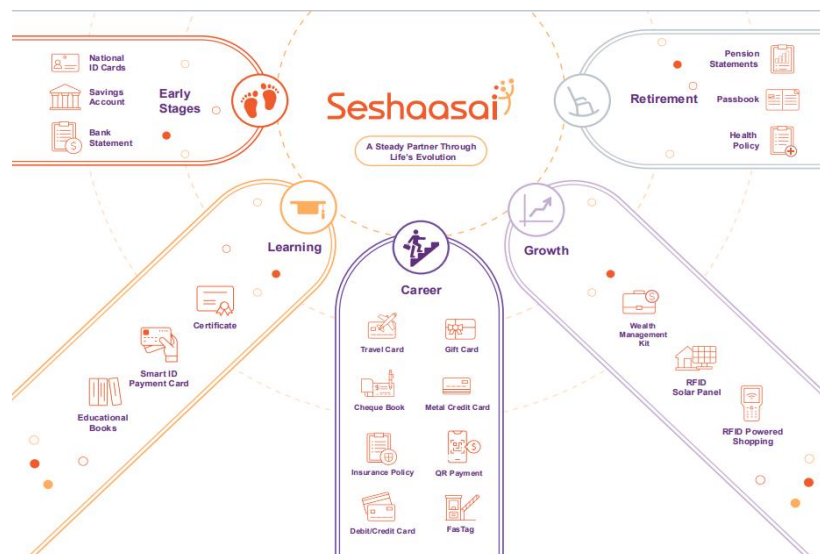 Seshaasai
A Steady Partner Through
Life's Evolution
Early
Stages
National
ID Cards
Savings
Account
Bank
Statement
Learning
Certificate
Smart ID
Payment Card
Educational
Books
Career
Travel Card
Gift Card
Cheque Book
Metal Credit Card
Insurance Policy
QR Payment
Debit/Credit Card
FasTag
Growth
Wealth
Management
Kit
RFID
Solar Panel
RFID Powered
Shopping
Retirement
Pension
Statements
Passbook
Health
Policy